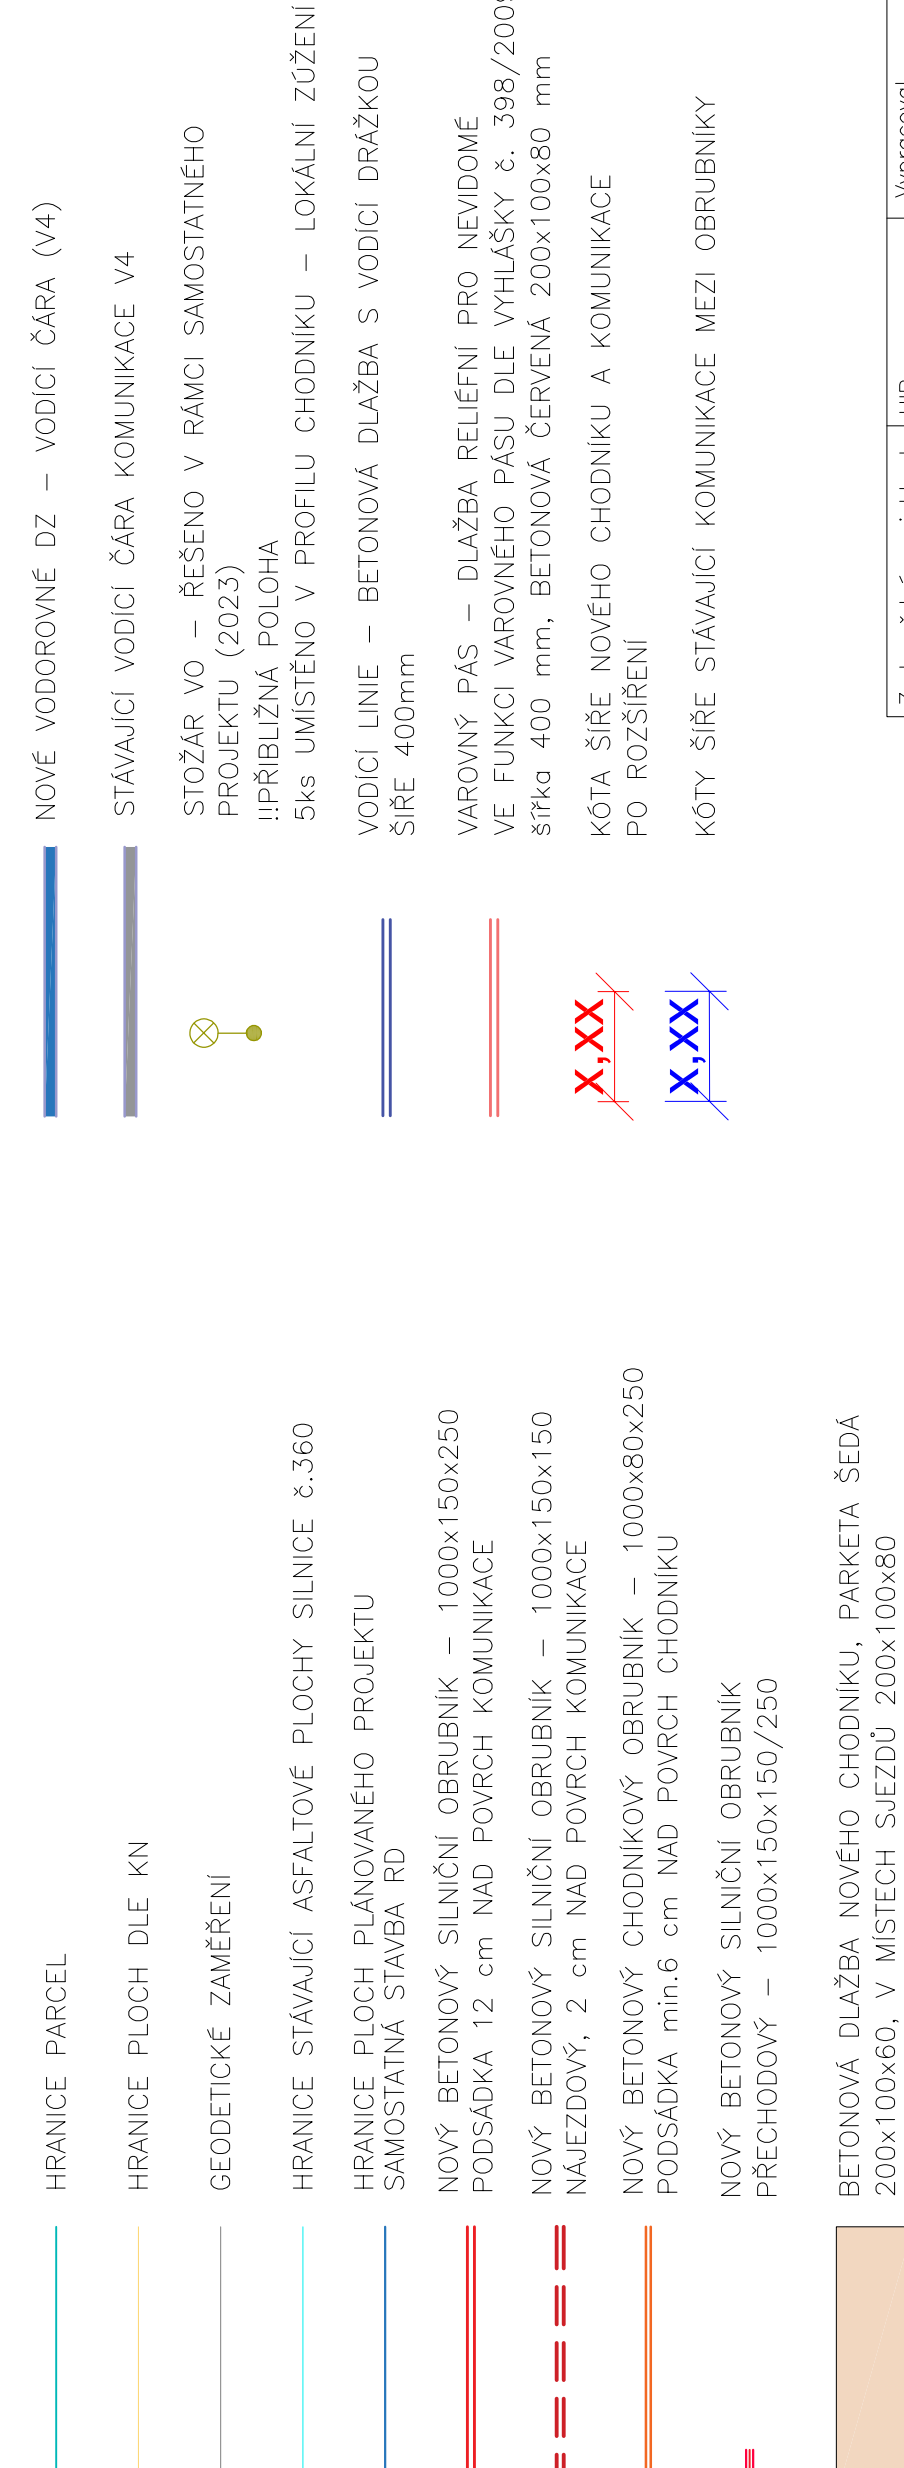 HRANICE PARCEL
HRANICE PLOCH DLE KN
GEODETICKÉ ZAMĚŘENÍ
HRANICE STÁVAJÍCÍ ASFALTOVÉ PLOCHY SILNICE č.360
HRANICE PLOCH PLÁNOVANÉHO PROJEKTU
SAMOSTATNÁ STAVBA RD
NOVÝ BETONOVÝ SILNIČNÍ OBRUBNÍK – 1000x150x250
PODSÁDKA 12 cm NAD POVRCH KOMUNIKACE
NOVÝ BETONOVÝ SILNIČNÍ OBRUBNÍK – 1000x150x150
NÁJEZDOVÝ, 2 cm NAD POVRCH KOMUNIKACE
NOVÝ BETONOVÝ CHODNÍKOVÝ OBRUBNÍK – 1000x80x250
PODSÁDKA min.6 cm NAD POVRCH CHODNÍKU
NOVÝ BETONOVÝ SILNIČNÍ OBRUBNÍK
PŘECHODOVÝ – 1000x150x150/250
BETONOVÁ DLAŽBA NOVÉHO CHODNÍKU, PARKETA ŠEDÁ
200x100x60, V MÍSTECH SJEZDŮ 200x100x80
NOVÉ VODOROVNÉ DZ – VODÍCÍ ČÁRA (V4)
STÁVAJÍCÍ VODÍCÍ ČÁRA KOMUNIKACE V4
STOŽÁR VO – ŘEŠENO V RÁMCI SAMOSTATNÉHO
PROJEKTU (2023)
!!PŘIBLIŽNÁ POLOHA
5ks UMÍSTĚNO V PROFILU CHODNÍKU – LOKÁLNÍ ZÚŽENÍ
VODÍCÍ LINIE – BETONOVÁ DLAŽBA S VODÍCÍ DRÁŽKOU
ŠIŘE 400mm
VAROVNÝ PÁS – DLAŽBA RELIÉFNÍ PRO NEVIDOMÉ
VE FUNKCI VAROVNÉHO PÁSU DLE VYHLÁŠKY č. 398/2009
šířka 400 mm, BETONOVÁ ČERVENÁ 200x100x80 mm
X,XX
KÓTA ŠÍŘE NOVÉHO CHODNÍKU A KOMUNIKACE
PO ROZŠÍŘENÍ
X,XX
KÓTY ŠÍŘE STÁVAJÍCÍ KOMUNIKACE MEZI OBRUBNÍKY
Vypracoval